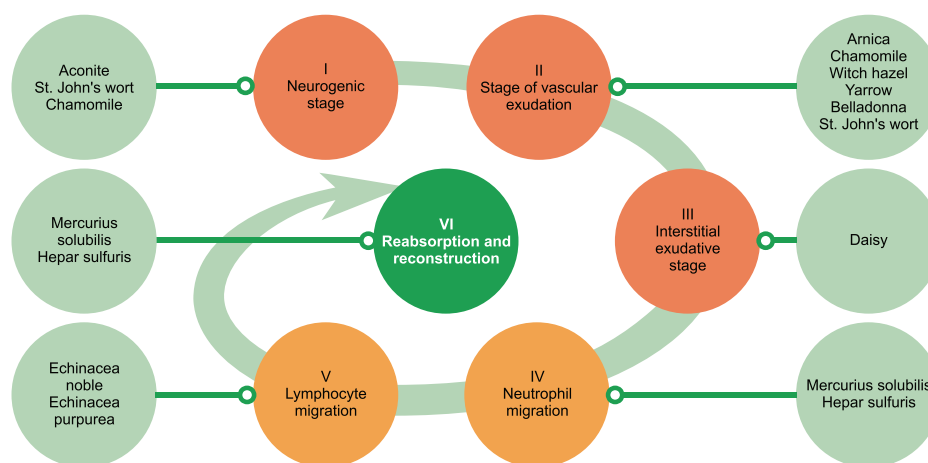 Aconite
St. John's wort
Chamomile
I
Neurogenic
stage
II
Stage of vascular
exudation
Arnica
Chamomile
Witch hazel
Yarrow
Belladonna
St. John's wort
Mercurius
solubilis
Hepar sulfuris
VI
Reabsorption and
reconstruction
III
Interstitial
exudative
stage
Daisy
Echinacea
noble
Echinacea
purpurea
V
Lymphocyte
migration
IV
Neutrophil
migration
Mercurius solubilis
Hepar sulfuris